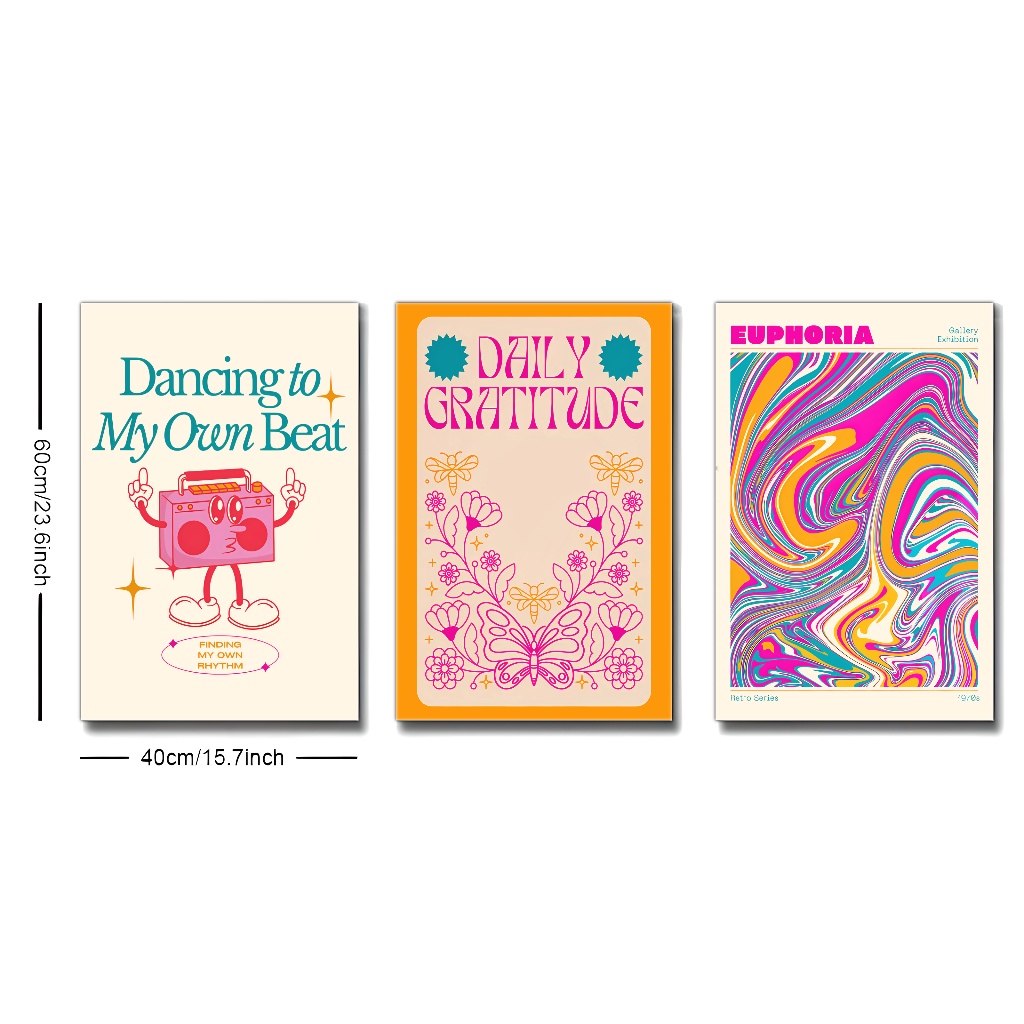 60cm/23.6inch
Dancing to
My Own Beat
FINDING
MY OWN
RHYTHM
40cm/15.7inch
DAILY
GRATITUDE
EUPHORIA
Gallery
Exhibition
Retro Series
1970s